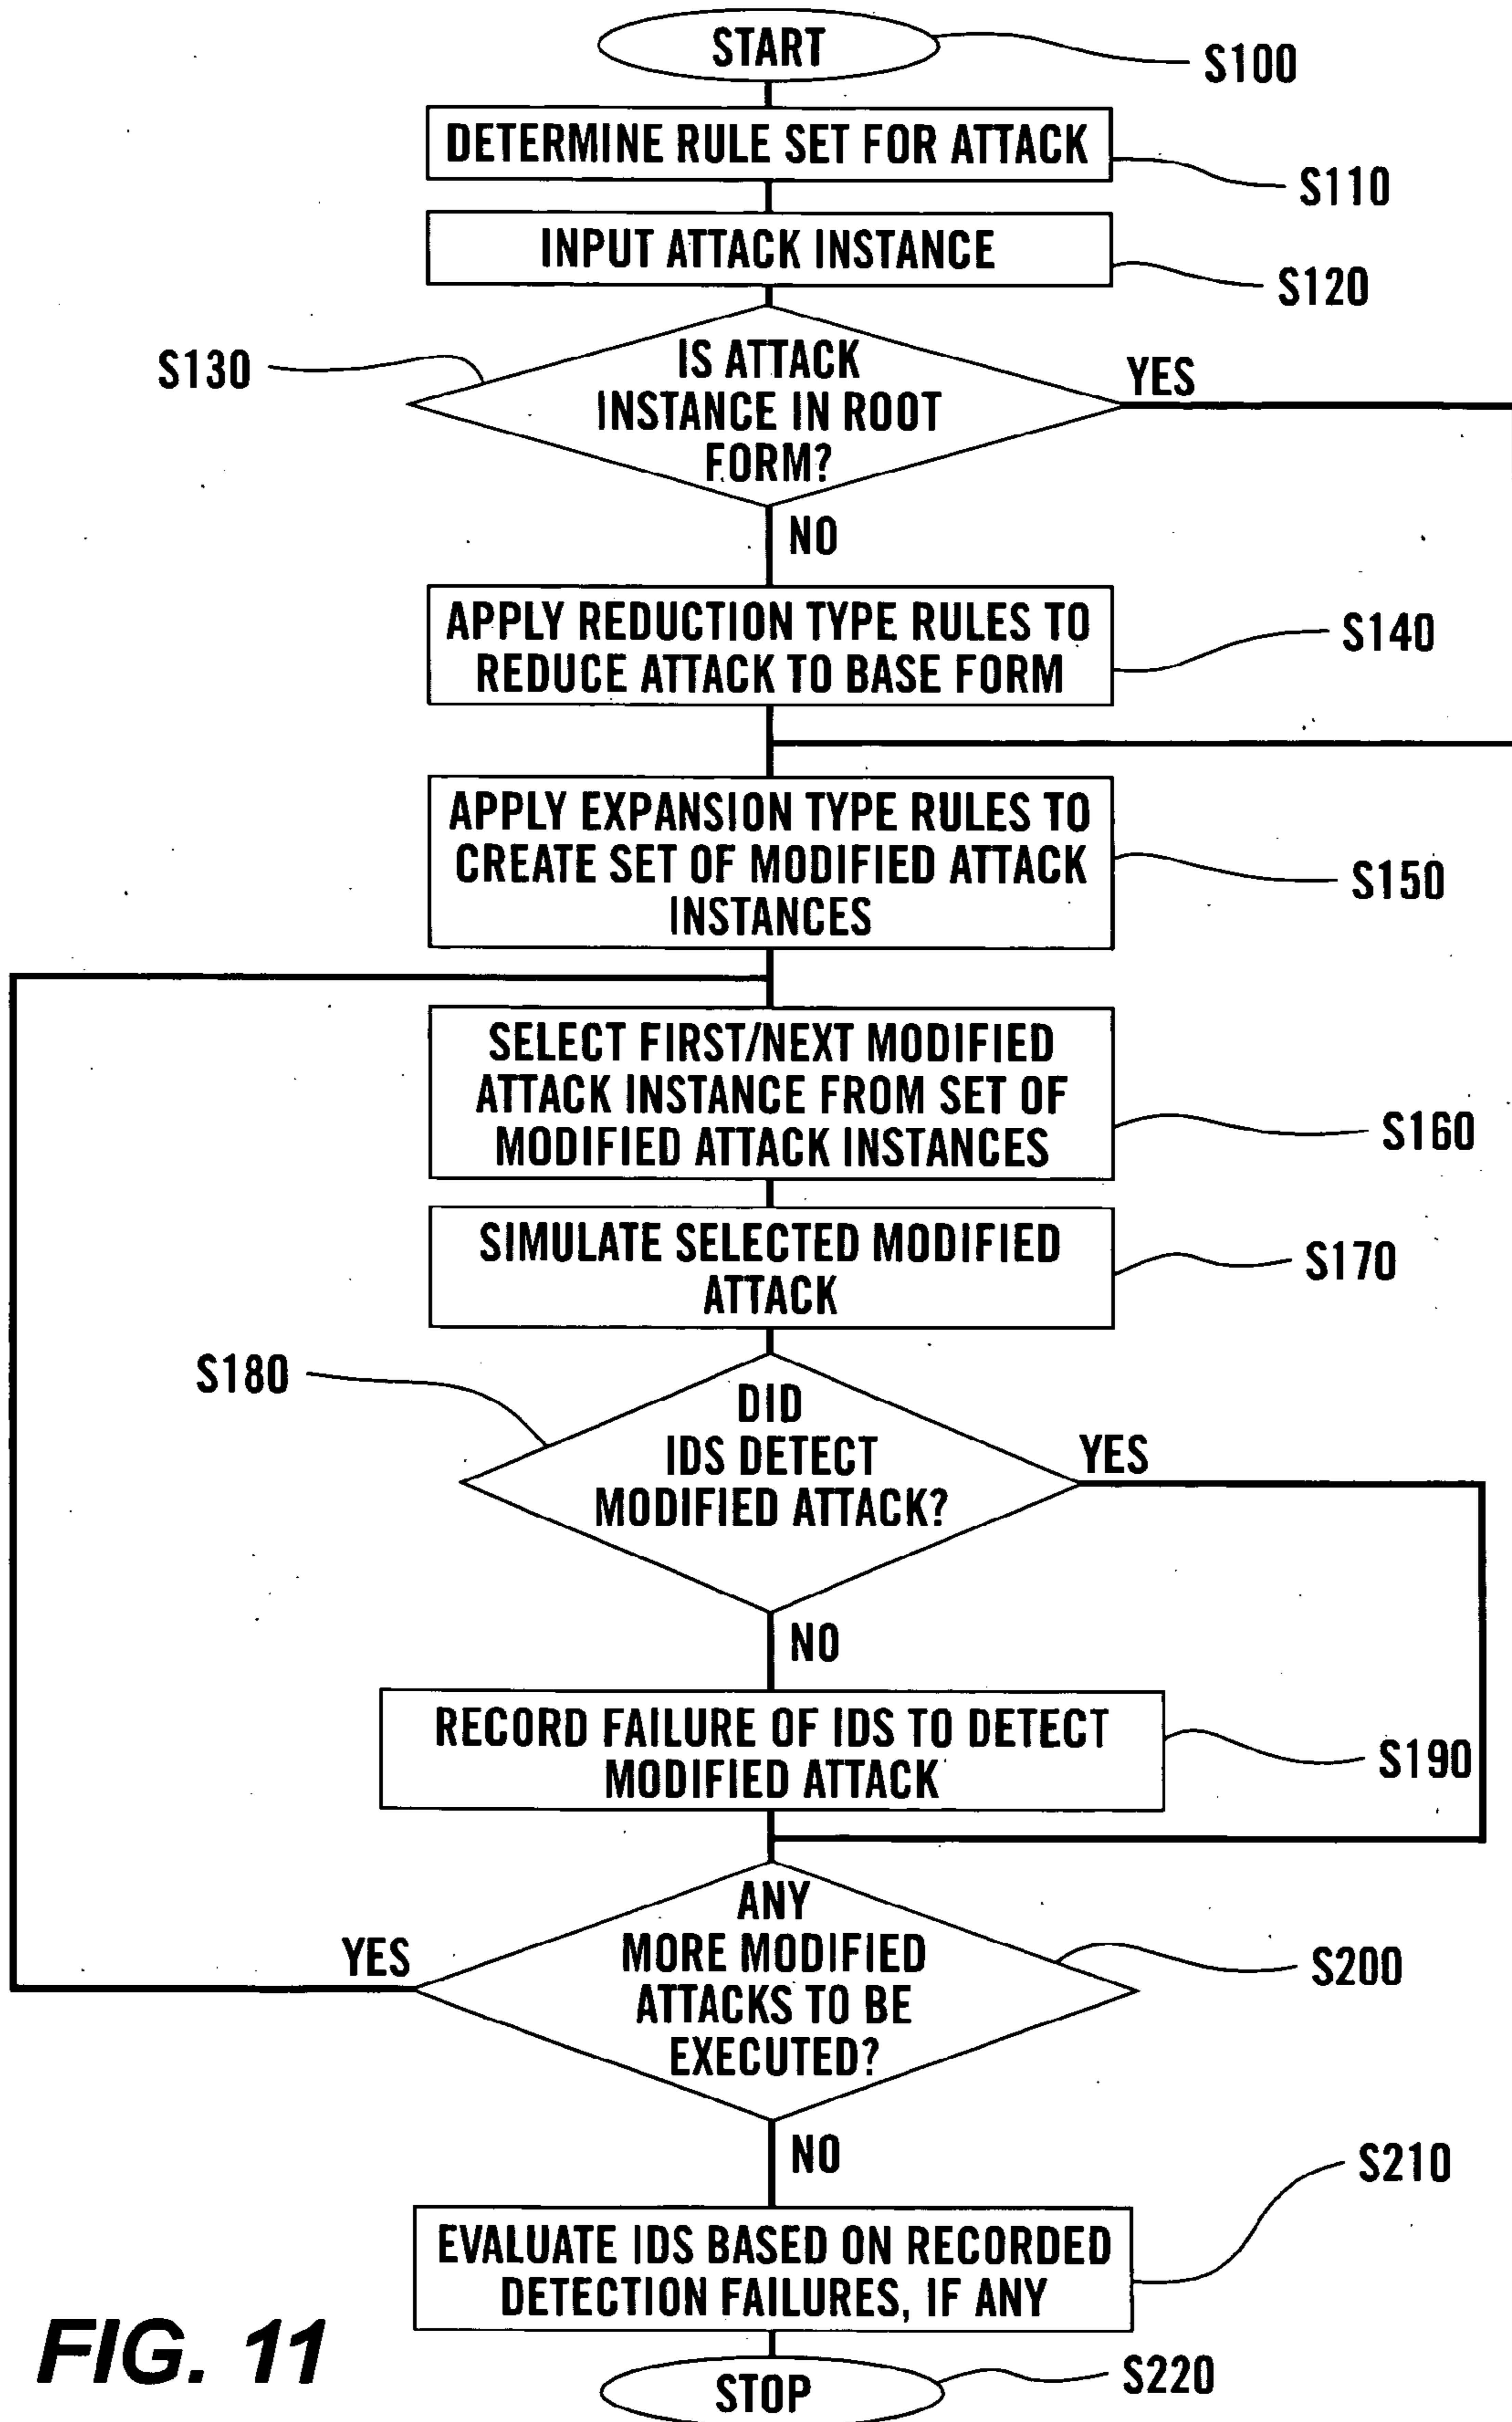 START
S100
DETERMINE RULE SET FOR ATTACK
S110
INPUT ATTACK INSTANCE
S120
S130
IS ATTACK
INSTANCE IN ROOT
FORM?
YES
NO
APPLY REDUCTION TYPE RULES TO
REDUCE ATTACK TO BASE FORM
S140
APPLY EXPANSION TYPE RULES TO
CREATE SET OF MODIFIED ATTACK
INSTANCES
S150
SELECT FIRST/NEXT MODIFIED
ATTACK INSTANCE FROM SET OF
MODIFIED ATTACK INSTANCES
S160
SIMULATE SELECTED MODIFIED
ATTACK
S170
S180
DID
IDS DETECT
MODIFIED ATTACK?
YES
NO
RECORD FAILURE OF IDS TO DETECT
MODIFIED ATTACK
S190
ANY
MORE MODIFIED
ATTACKS TO BE
EXECUTED?
YES
S200
NO
S210
EVALUATE IDS BASED ON RECORDED
DETECTION FAILURES, IF ANY
FIG. 11
STOP
S220